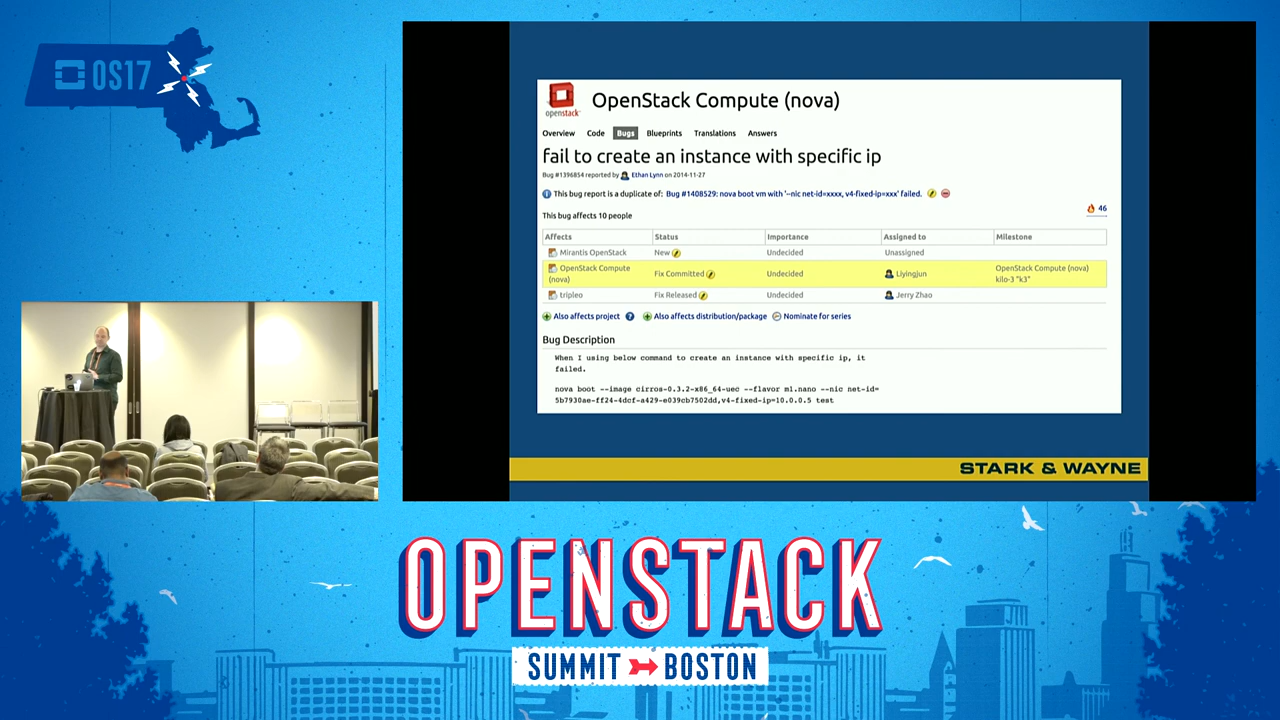 OS17
openstack
OpenStack Compute (nova)
Overview Code Bugs Blueprints Translations Answers
fail to create an instance with specific ip
Bug #1396854 reported by Ethan Lynn on 2014-11-27
This bug report is a duplicate of: Bug #1408529: nova boot vm with '--nic net-id=xxxx, v4-fixed-ip=xxx' failed.
46
This bug affects 10 people
Affects Status Importance Assigned to Milestone
Mirantis OpenStack New Undecided Unassigned
OpenStack Compute (nova) Fix Committed Undecided Liyingjun OpenStack Compute (nova) kilo-3 "k3"
tripleo Fix Released Undecided Jerry Zhao
Also affects project Also affects distribution/package Nominate for series
Bug Description
When I using below command to create an instance with specific ip, it
failed.
nova boot --image cirros-0.3.2-x86_64-uec --flavor m1.nano --nic net-id=
5b7930ae-ff24-4dcf-a429-e039cb7502dd,v4-fixed-ip=10.0.0.5 test
STARK & WAYNE
OPENSTACK
SUMMIT BOSTON